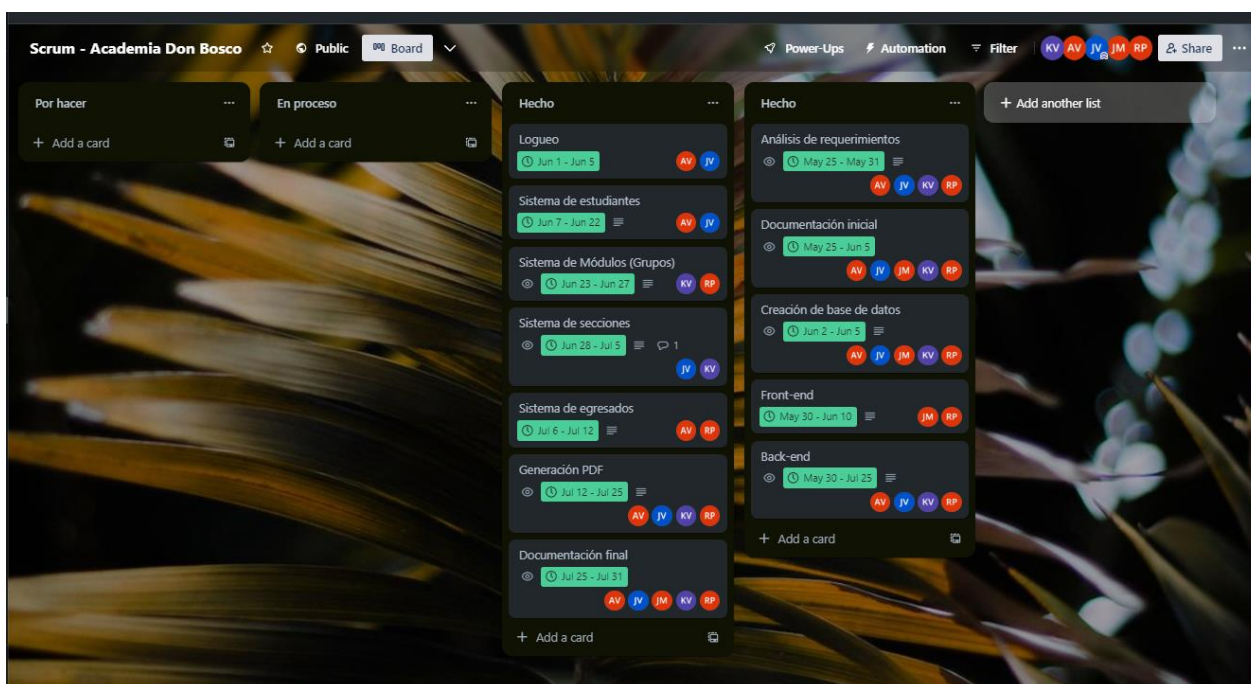 Scrum - Academia Don Bosco Public Board Power-Ups Automation Filter KV AV JV JM RP Share
Por hacer
+ Add a card
En proceso
+ Add a card
Hecho
Logueo
Jun 1 - Jun 5 AV JV
Sistema de estudiantes
Jun 7 - Jun 22 AV JV
Sistema de Módulos (Grupos)
Jun 23 - Jun 27 KV RP
Sistema de secciones
Jun 28 - Jul 5 1
JV KV
Sistema de egresados
Jul 6 - Jul 12 AV RP
Generación PDF
Jul 12 - Jul 25
AV JV KV RP
Documentación final
Jul 25 - Jul 31
AV JV JM KV RP
+ Add a card
Hecho
Análisis de requerimientos
May 25 - May 31
AV JV KV RP
Documentación inicial
May 25 - Jun 5
AV JV JM KV RP
Creación de base de datos
Jun 2 - Jun 5
AV JV JM KV RP
Front-end
May 30 - Jun 10 JM RP
Back-end
May 30 - Jul 25
AV JV KV RP
+ Add a card
+ Add another list